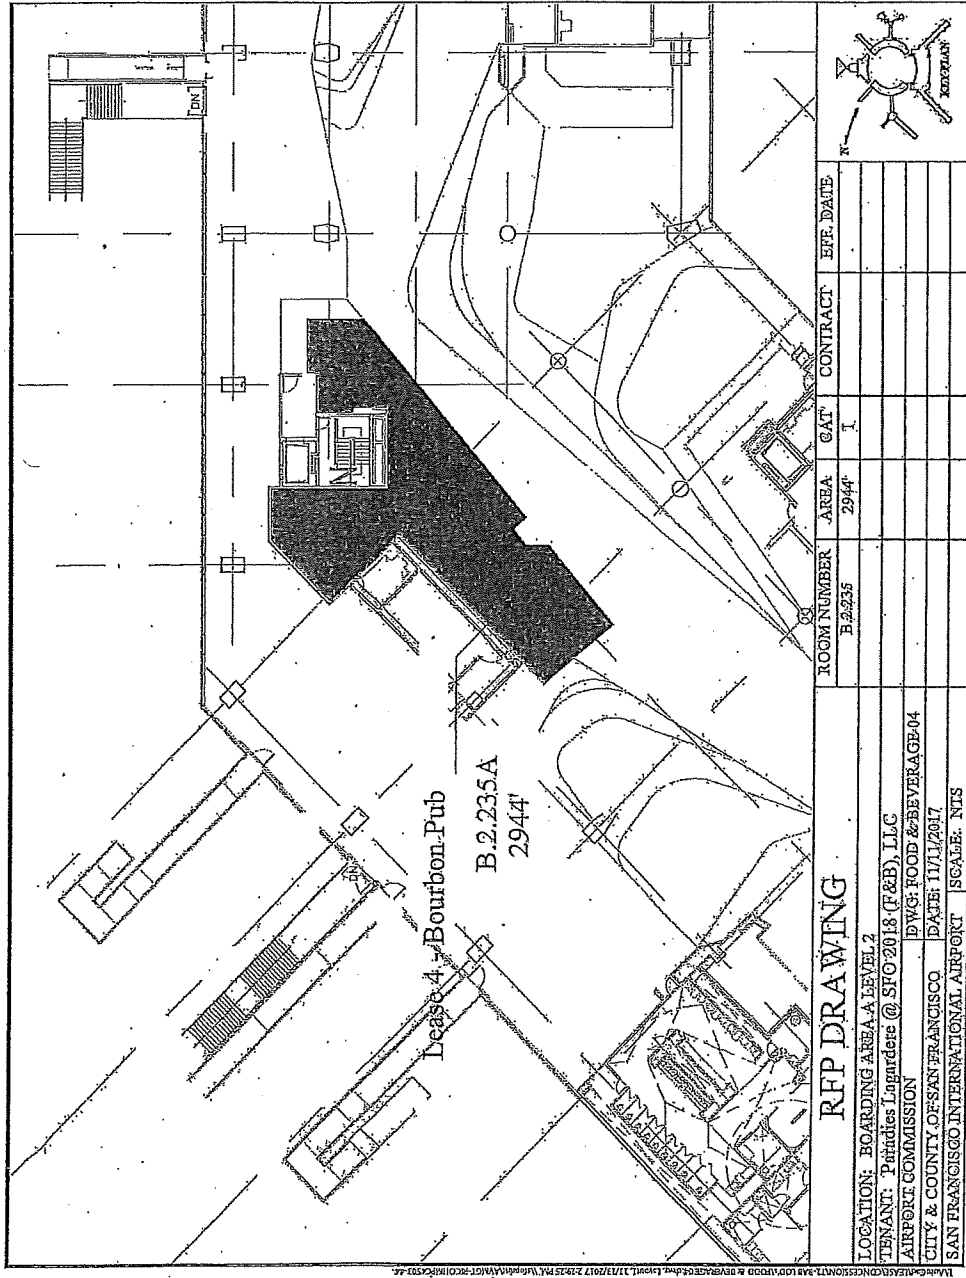 DN
DN
Lease 4 - Bourbon Pub
B.2.235A
2944'
RFP DRAWING
LOCATION: BOARDING AREA A LEVEL 2
TENANT: Paradies Lagardere @ SFO 2018 (F&B), LLC
AIRPORT COMMISSION
DWG: FOOD & BEVERAGE-04
CITY & COUNTY OF SAN FRANCISCO
DATE: 11/11/2017
SAN FRANCISCO INTERNATIONAL AIRPORT
SCALE: NTS
ROOM NUMBER AREA CAT CONTRACT EFF. DATE
B.2.235 2944' I
N
KEY PLAN